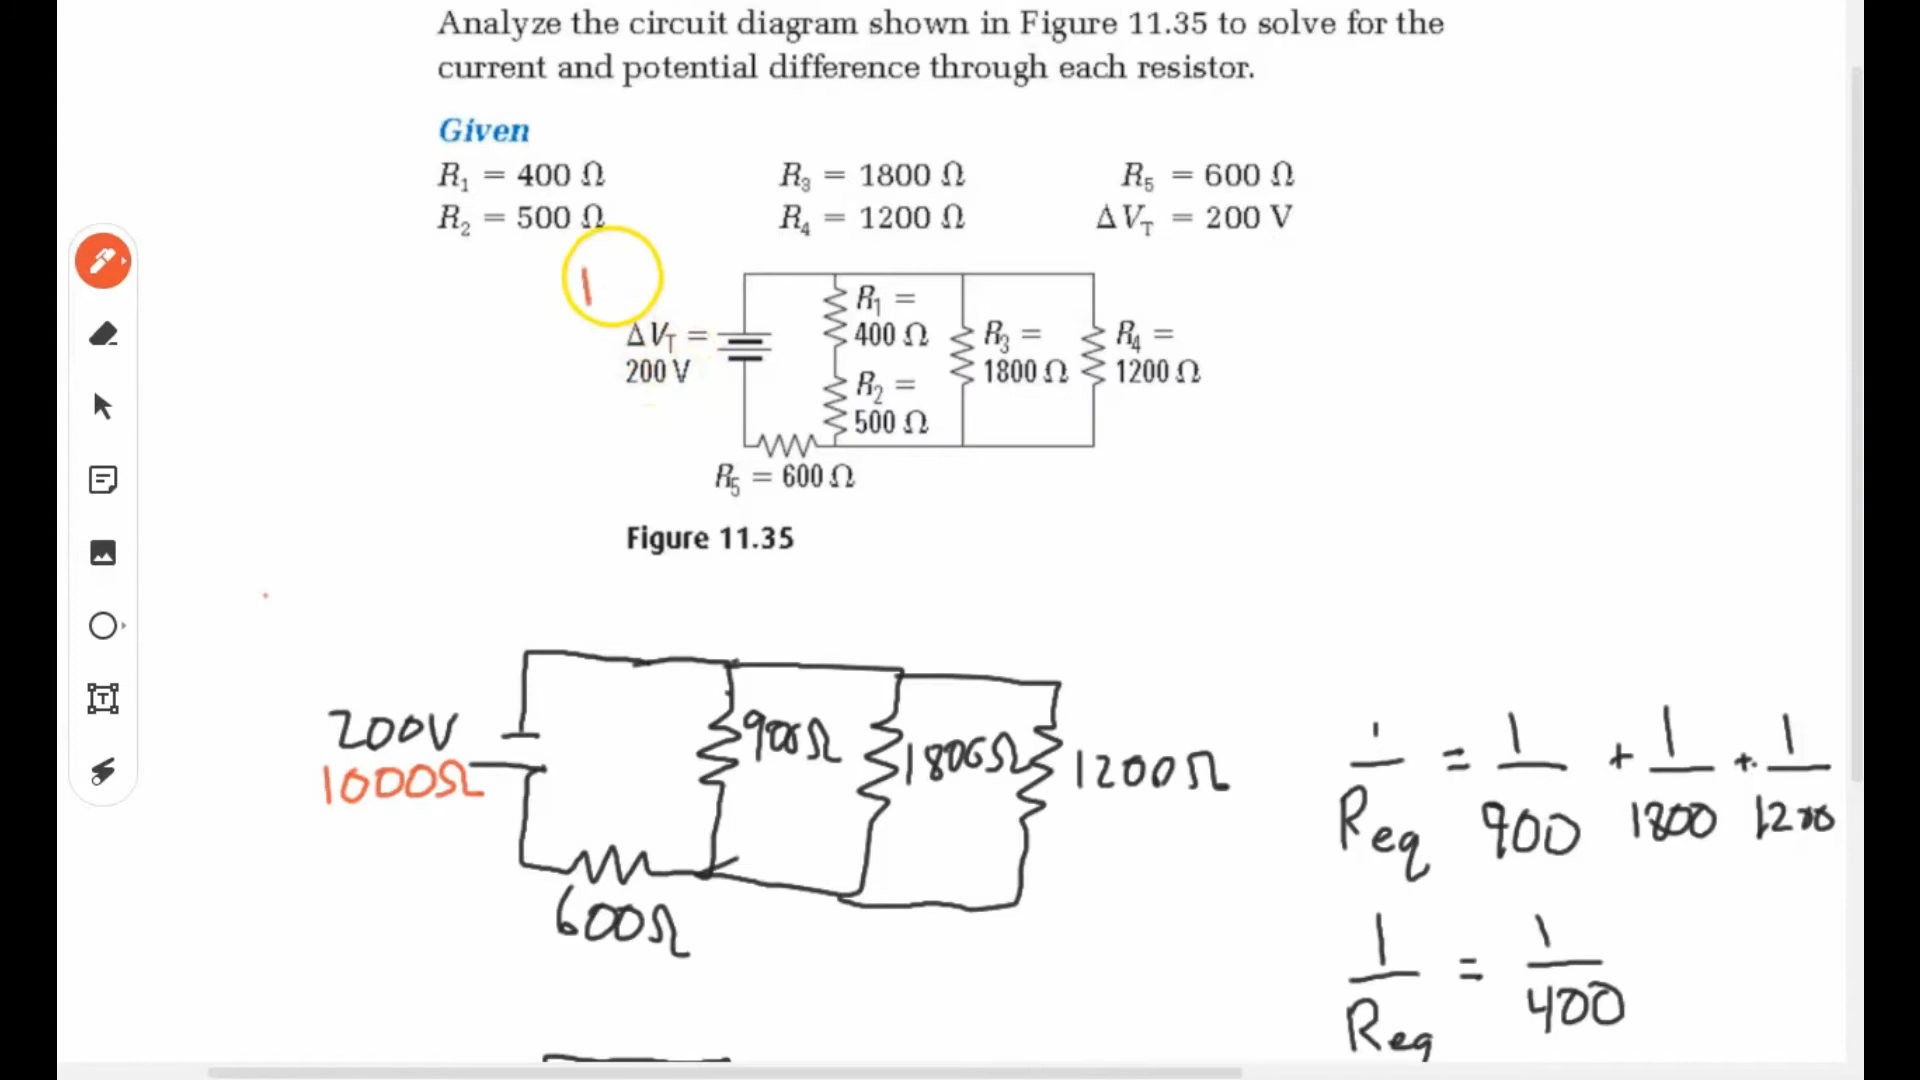 Analyze the circuit diagram shown in Figure 11.35 to solve for the
current and potential difference through each resistor.
Given
R₁ = 400 Ω
R₃ = 1800 Ω
R₅ = 600 Ω
R₂ = 500 Ω
R₄ = 1200 Ω
ΔV_T = 200 V
ΔV_T =
200 V
R₁ =
400 Ω
R₂ =
500 Ω
R₃ =
1800 Ω
R₄ =
1200 Ω
R₅ = 600 Ω
Figure 11.35
200V
1000Ω
900Ω
1800Ω
1200Ω
600Ω
1/Req = 1/900 + 1/1800 + 1/1200
1/Req = 1/400